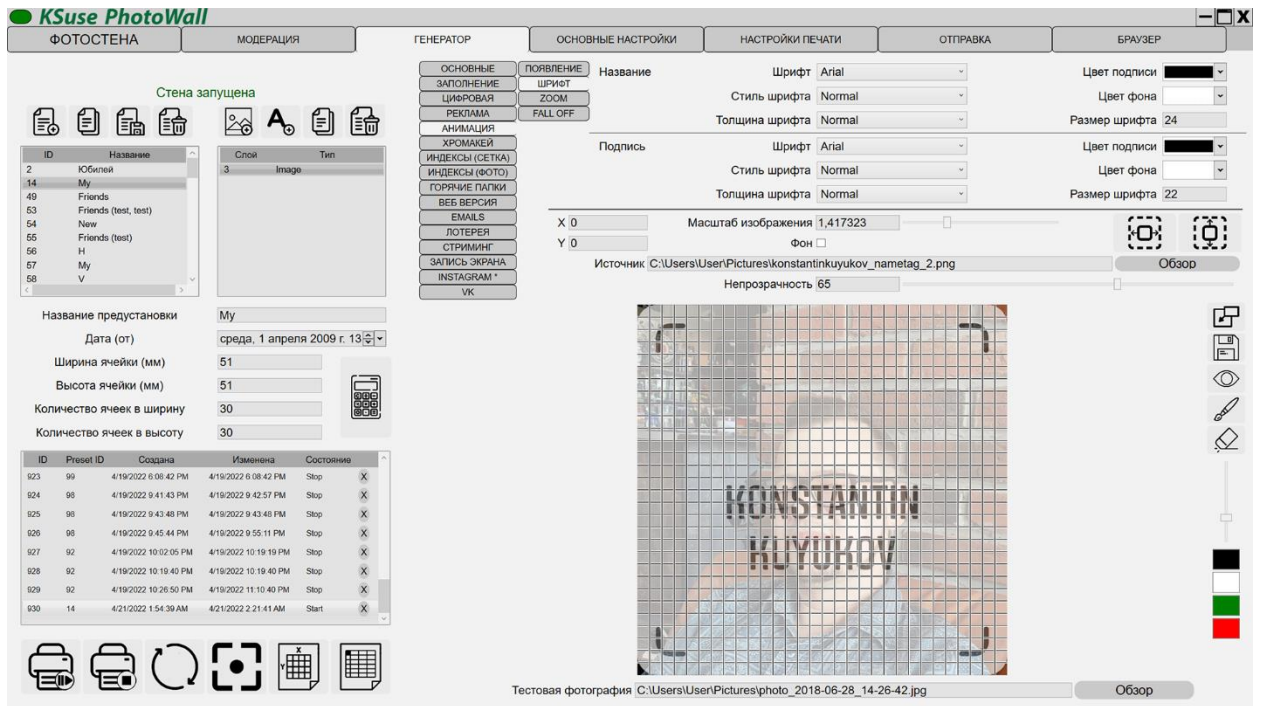 KSuse PhotoWall
X
ФОТОСТЕНА МОДЕРАЦИЯ ГЕНЕРАТОР ОСНОВНЫЕ НАСТРОЙКИ НАСТРОЙКИ ПЕЧАТИ ОТПРАВКА БРАУЗЕР
Стена запущена
ID Название
2 Юбилей
14 My
49 Friends
53 Friends (test, test)
54 New
55 Friends (test)
56 H
57 My
58 V
Слой Тип
3 Image
Название предустановки My
Дата (от) среда, 1 апреля 2009 г. 13
Ширина ячейки (мм) 51
Высота ячейки (мм) 51
Количество ячеек в ширину 30
Количество ячеек в высоту 30
ID Preset ID Создана Изменена Состояние
923 99 4/19/2022 6:08:42 PM 4/19/2022 6:08:42 PM Stop X
924 98 4/19/2022 9:41:43 PM 4/19/2022 9:42:57 PM Stop X
925 98 4/19/2022 9:43:48 PM 4/19/2022 9:43:48 PM Stop X
926 98 4/19/2022 9:45:44 PM 4/19/2022 9:55:11 PM Stop X
927 92 4/19/2022 10:02:05 PM 4/19/2022 10:19:19 PM Stop X
928 92 4/19/2022 10:19:40 PM 4/19/2022 10:19:40 PM Stop X
929 92 4/19/2022 10:26:50 PM 4/19/2022 11:10:40 PM Stop X
930 14 4/21/2022 1:54:39 AM 4/21/2022 2:21:41 AM Start X
X
Y
ОСНОВНЫЕ
ЗАПОЛНЕНИЕ
ЦИФРОВАЯ
РЕКЛАМА
АНИМАЦИЯ
ХРОМАКЕЙ
ИНДЕКСЫ (СЕТКА)
ИНДЕКСЫ (ФОТО)
ГОРЯЧИЕ ПАПКИ
ВЕБ ВЕРСИЯ
EMAILS
ЛОТЕРЕЯ
СТРИМИНГ
ЗАПИСЬ ЭКРАНА
INSTAGRAM *
VK
ПОЯВЛЕНИЕ
ШРИФТ
ZOOM
FALL OFF
Название Шрифт Arial Цвет подписи
Стиль шрифта Normal Цвет фона
Толщина шрифта Normal Размер шрифта 24
Подпись Шрифт Arial Цвет подписи
Стиль шрифта Normal Цвет фона
Толщина шрифта Normal Размер шрифта 22
X 0 Масштаб изображения 1,417323
Y 0 Фон
Источник C:\Users\User\Pictures\konstantinkuyukov_nametag_2.png Обзор
Непрозрачность 65
KONSTANTIN
KUYUKOV
Тестовая фотография C:\Users\User\Pictures\photo_2018-06-28_14-26-42.jpg Обзор